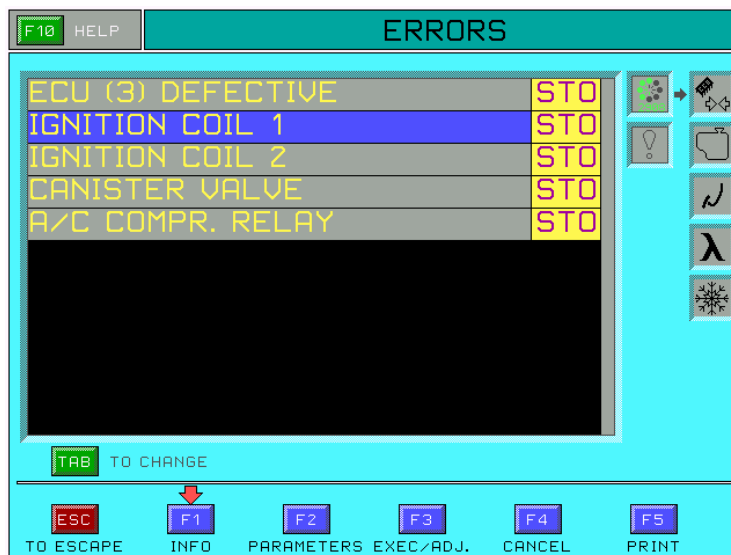 F10 HELP ERRORS
ECU (3) DEFECTIVE STO
IGNITION COIL 1 STO
IGNITION COIL 2 STO
CANISTER VALVE STO
A/C COMPR. RELAY STO
TAB TO CHANGE
ESC F1 F2 F3 F4 F5
TO ESCAPE INFO PARAMETERS EXEC/ADJ. CANCEL PRINT